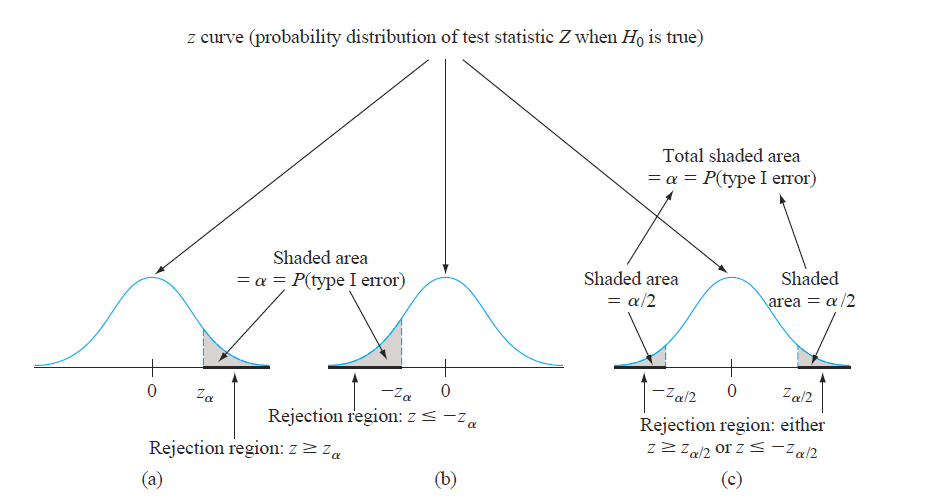 z curve (probability distribution of test statistic Z when H₀ is true)
Total shaded area
= α = P(type I error)
Shaded area
= α = P(type I error)
Shaded area
= α/2
Shaded
area = α/2
0
zα
−zα
0
−zα/2
0
zα/2
Rejection region: z ≤ −zα
Rejection region: z ≥ zα
Rejection region: either
z ≥ zα/2 or z ≤ −zα/2
(a)
(b)
(c)